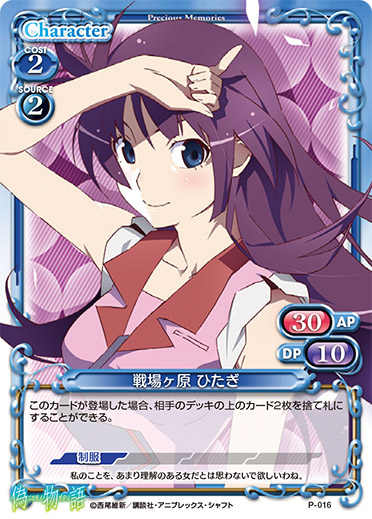 Precious Memories
Character
COST
2
SOURCE
2
30 AP
DP 10
戦場ヶ原 ひたぎ
このカードが登場した場合、相手のデッキの上のカード2枚を捨て札に
することができる。
制服
私のことを、あまり理解のある女だとは思わないで欲しいわね。
偽物語
©西尾維新／講談社・アニプレックス・シャフト
P-016